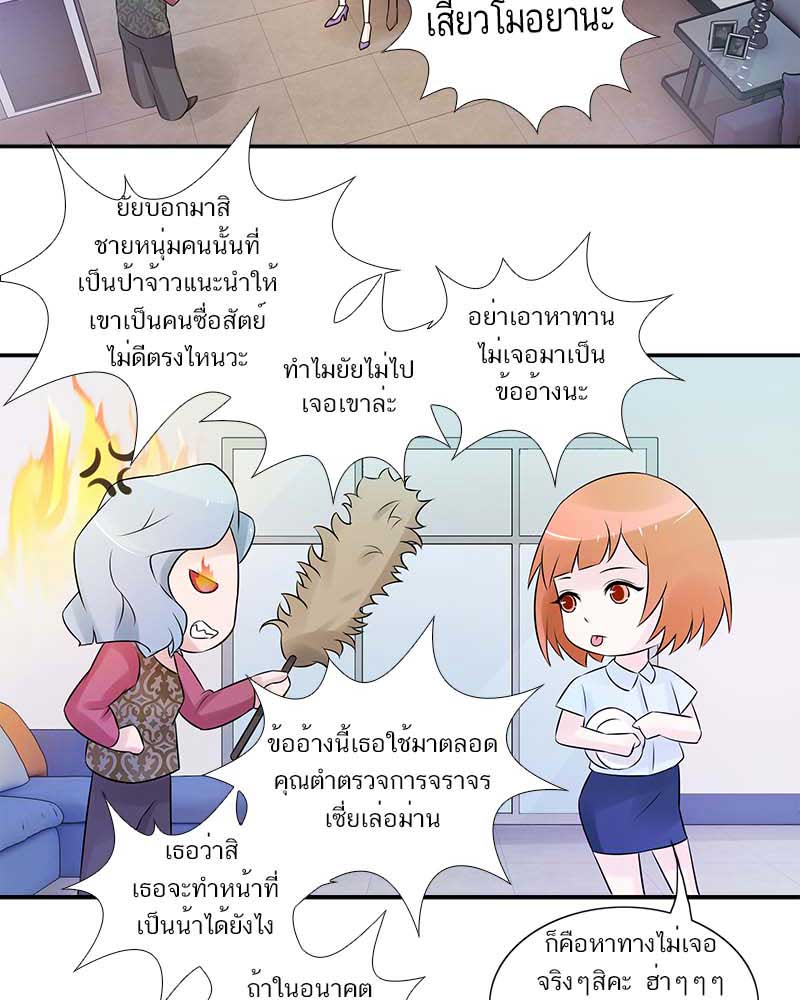 เสี่ยวโมอยานะ
ยัยบอกมาสิ
ชายหนุ่มคนนั้นที่
เป็นป้าจ้าวแนะนำให้
เขาเป็นคนซื่อสัตย์
ไม่ดีตรงไหนวะ
ทำไมยัยไม่ไป
เจอเขาล่ะ
อย่าเอาหาทาน
ไม่เจอมาเป็น
ข้ออ้างนะ
ข้ออ้างนี้เธอใช้มาตลอด
คุณตำตรวจการจราจร
เซี่ยเล่อม่าน
เธอว่าสิ
เธอจะทำหน้าที่
เป็นน้าได้ยังไง
ถ้าในอนาคต
ก็คือหาทางไม่เจอ
จริงๆสิคะ ฮ่าๆๆๆ